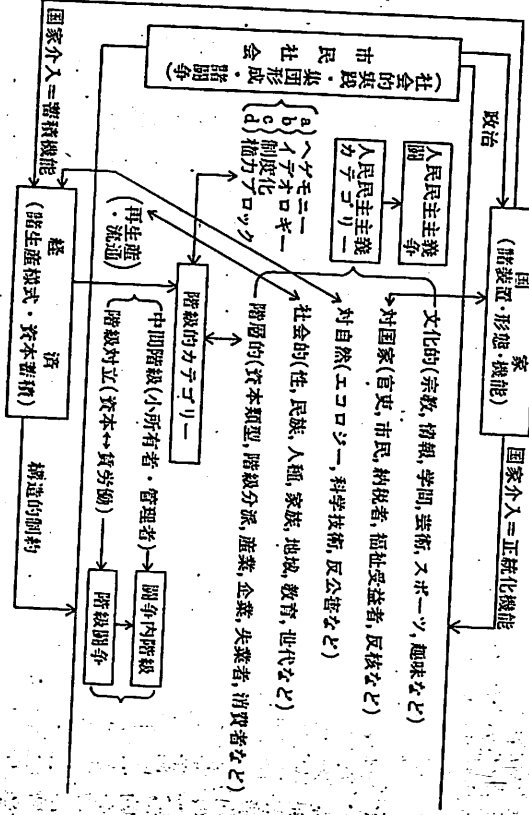 国家
(諸装置・形態・機能)
国家介入=正統化機能
政治
国家介入=蓄積機能
市民社会
(社会的実践・集団形成・諸闘争)
人民民主主義闘争
人民民主主義カテゴリー
a) ヘゲモニー
b) イデオロギー
c) 制度化
d) 権力ブロック
文化的(宗教, 情報, 学問, 芸術, スポーツ, 趣味など)
対国家(官吏, 市民, 納税者, 福祉受益者, 反核など)
対自然(エコロジー, 科学技術, 反公害など)
社会的(性, 民族, 人種, 家族, 地域, 教育, 世代など)
階層的(資本類型, 階級分派, 産業, 企業, 失業者, 消費者など)
(再生産・流通)
階級的カテゴリー
中間階級(小所有者・管理者)
階級対立(資本↔賃労働)
闘争内階級
階級闘争
経済
(諸生産様式・資本蓄積)
構造的制約